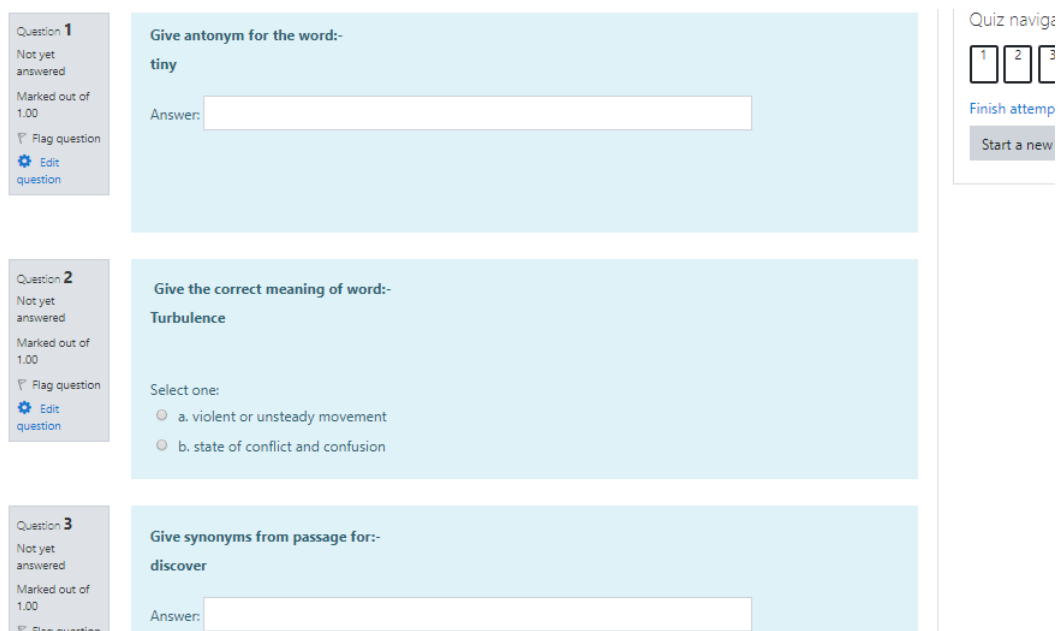 Question 1
Not yet
answered
Marked out of
1.00
Flag question
Edit
question
Give antonym for the word:-
tiny
Answer:
Question 2
Not yet
answered
Marked out of
1.00
Flag question
Edit
question
Give the correct meaning of word:-
Turbulence
Select one:
a. violent or unsteady movement
b. state of conflict and confusion
Question 3
Not yet
answered
Marked out of
1.00
Flag question
Give synonyms from passage for:-
discover
Answer:
Quiz naviga
1 2 3
Finish attemp
Start a new